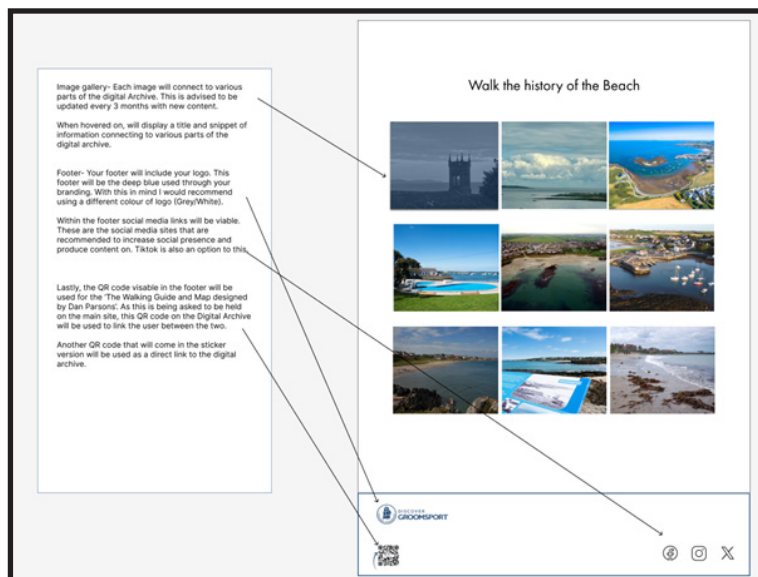 Image gallery- Each image will connect to various
parts of the digital Archive. This is advised to be
updated every 3 months with new content.
When hovered on, will display a title and snippet of
information connecting to various parts of the
digital archive.
Footer- Your footer will include your logo. This
footer will be the deep blue used through your
branding. With this in mind I would recommend
using a different colour of logo (Grey/White).
Within the footer social media links will be viable.
These are the social media sites that are
recommended to increase social presence and
produce content on. Tiktok is also an option to this.
Lastly, the QR code visable in the footer will be
used for the 'The Walking Guide and Map designed
by Dan Parsons'. As this is being asked to be held
on the main site, this QR code on the Digital Archive
will be used to link the user between the two.
Another QR code that will come in the sticker
version will be used as a direct link to the digital
archive.
Walk the history of the Beach
DISCOVER
GROOMSPORT